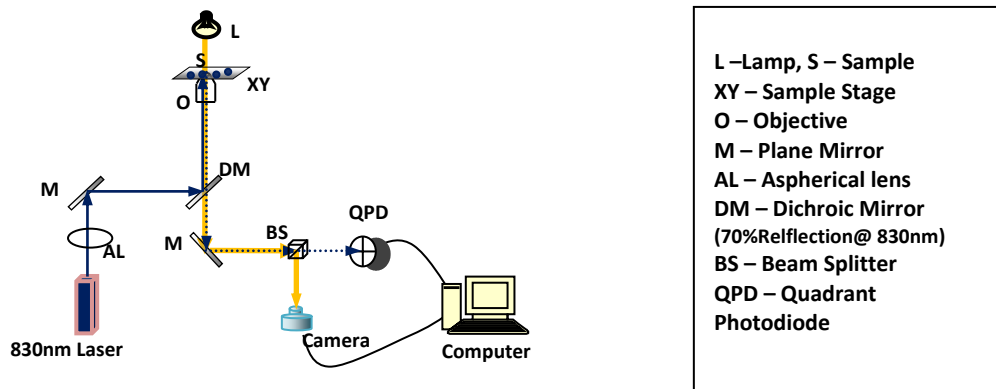 L
S
XY
O
DM
M
AL
M
BS
QPD
830nm Laser
Camera
Computer
L –Lamp, S – Sample
XY – Sample Stage
O – Objective
M – Plane Mirror
AL – Aspherical lens
DM – Dichroic Mirror
(70%Relflection@ 830nm)
BS – Beam Splitter
QPD – Quadrant
Photodiode